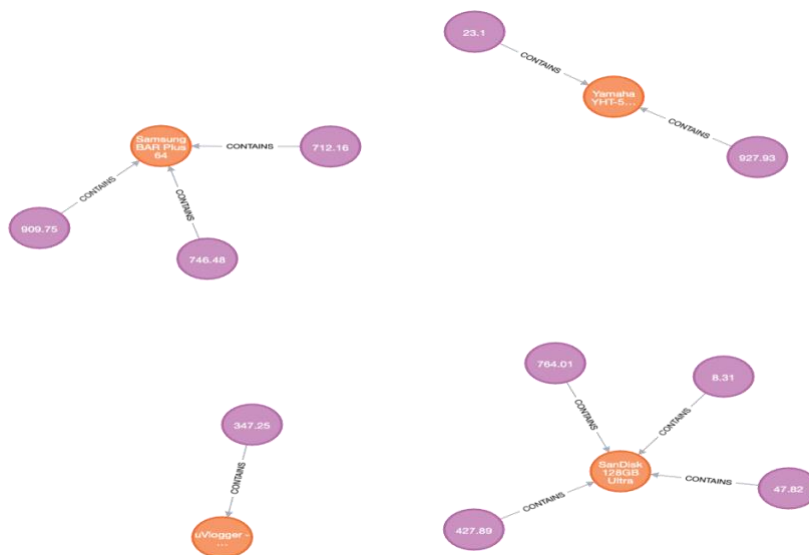 23.1
CONTAINS
Yamaha
YHT-5...
CONTAINS
927.93
Samsung
BAR Plus
64
CONTAINS
712.16
CONTAINS
909.75
CONTAINS
746.48
764.01
8.31
CONTAINS
CONTAINS
SanDisk
128GB
Ultra
CONTAINS
47.82
CONTAINS
427.89
347.25
CONTAINS
uVlogger -
...